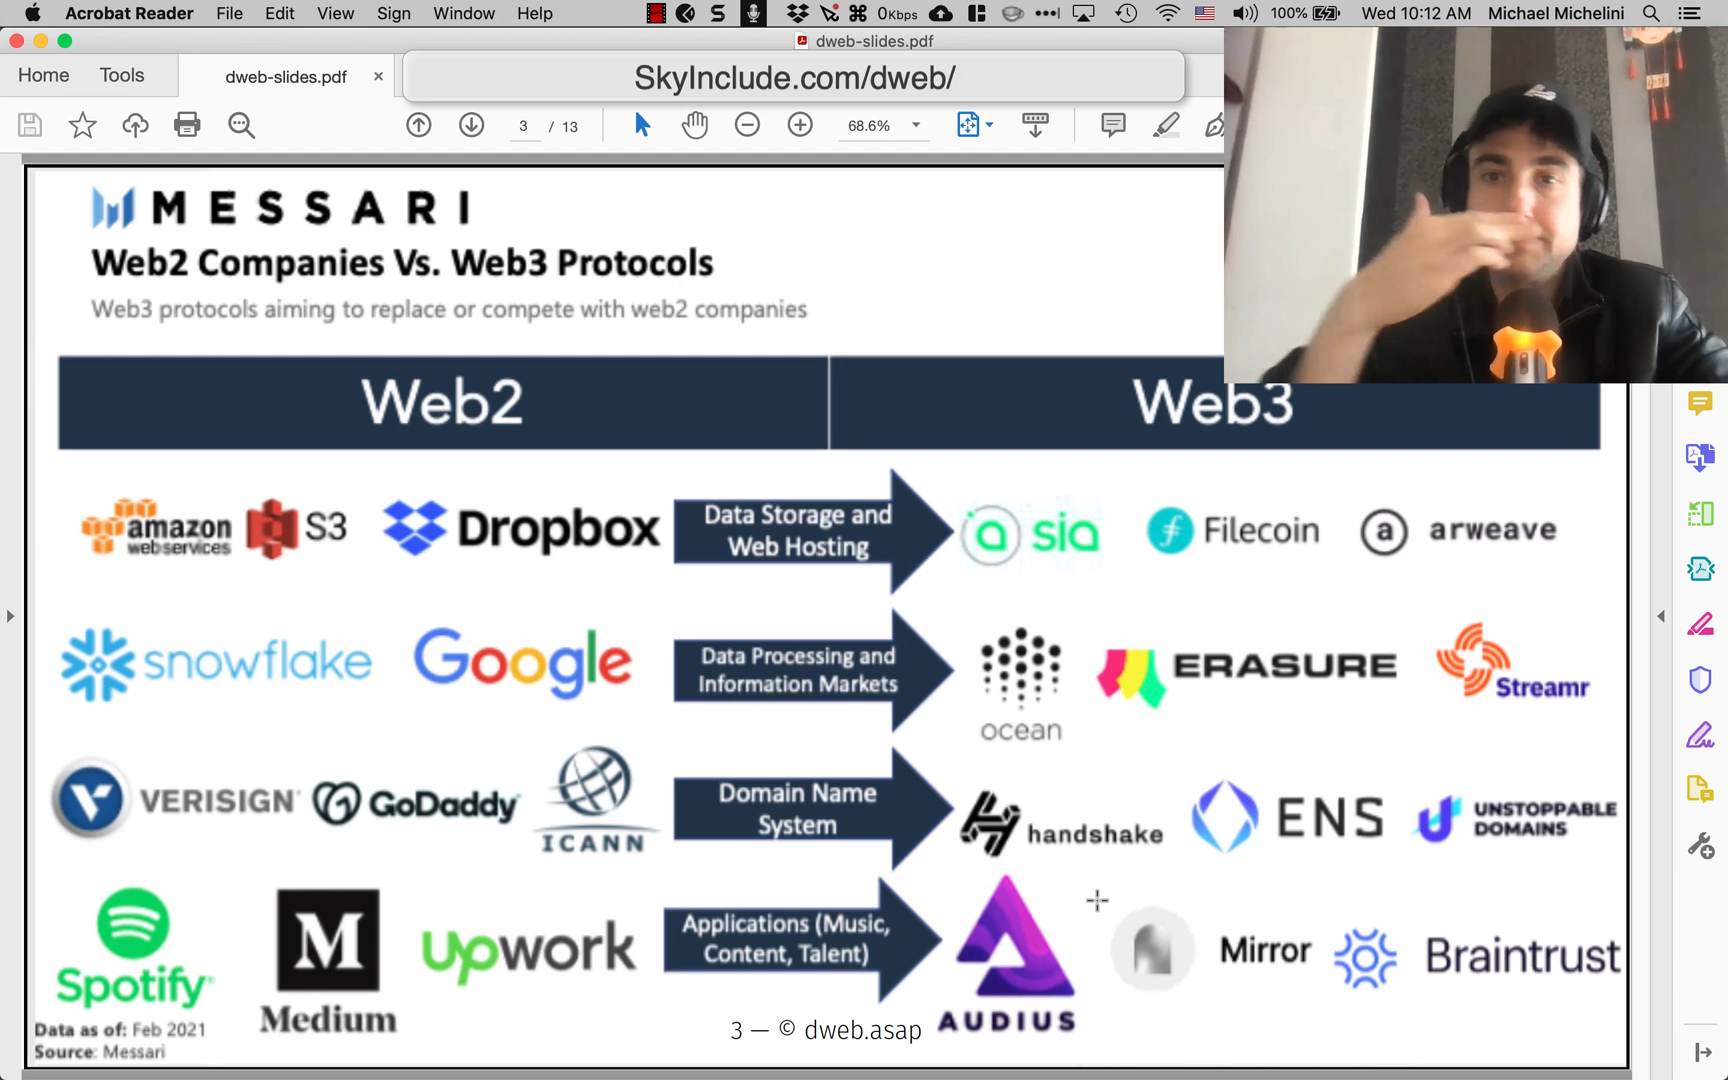 Acrobat Reader File Edit View Sign Window Help 0Kbps 100% Wed 10:12 AM Michael Michelini
dweb-slides.pdf
Home Tools dweb-slides.pdf
SkyInclude.com/dweb/
3 / 13 68.6%
MESSARI
Web2 Companies Vs. Web3 Protocols
Web3 protocols aiming to replace or compete with web2 companies
Web2 Web3
amazon
webservices
S3
Dropbox
Data Storage and
Web Hosting
sia
Filecoin
arweave
snowflake
Google
Data Processing and
Information Markets
ocean
ERASURE
Streamr
VERISIGN
GoDaddy
ICANN
Domain Name
System
handshake
ENS
UNSTOPPABLE
DOMAINS
Spotify
Medium
upwork
Applications (Music,
Content, Talent)
AUDIUS
Mirror
Braintrust
Data as of: Feb 2021
Source: Messari
3 — © dweb.asap